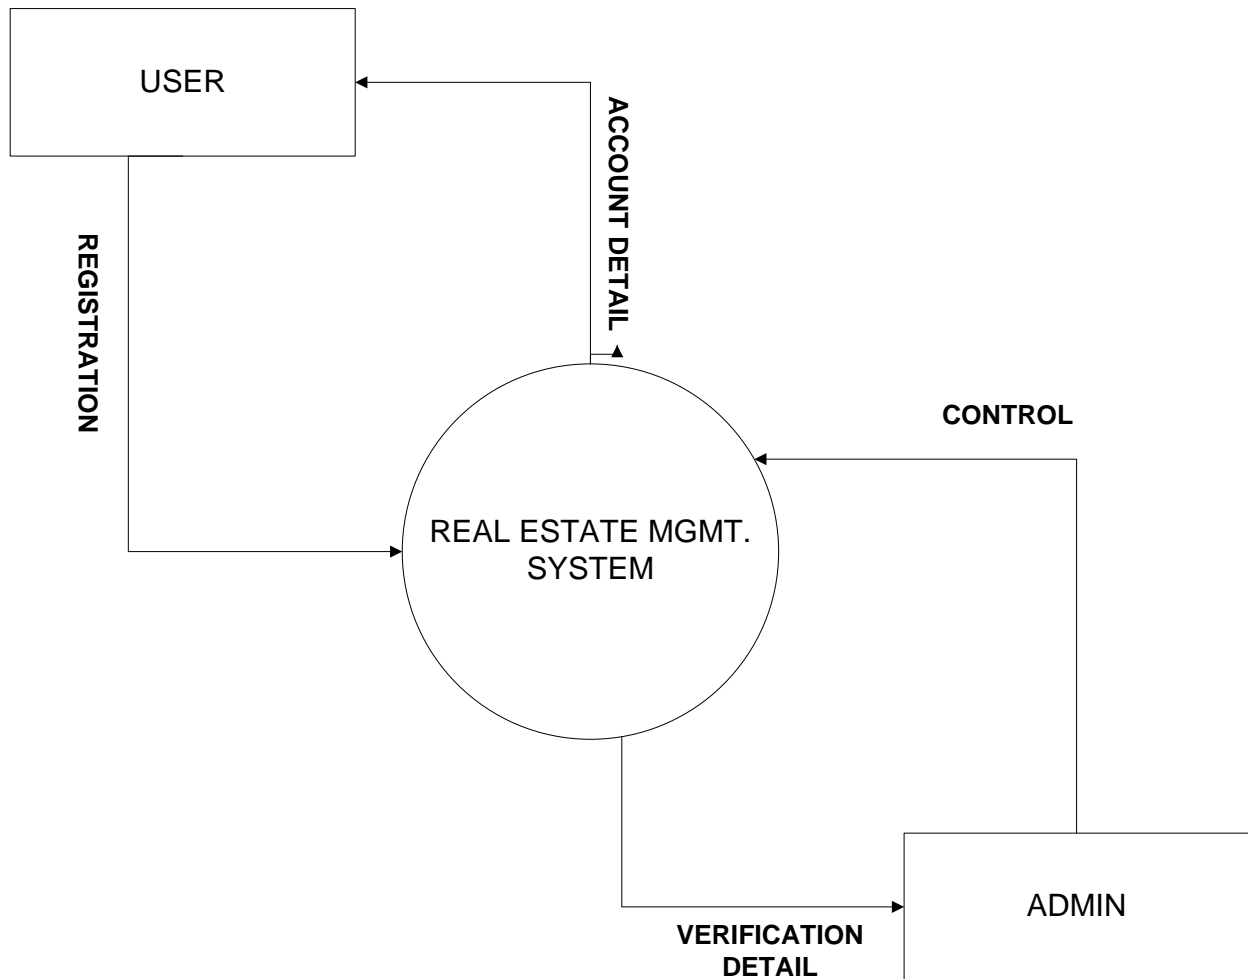 USER
ACCOUNT DETAIL
REGISTRATION
CONTROL
REAL ESTATE MGMT.
SYSTEM
ADMIN
VERIFICATION
DETAIL